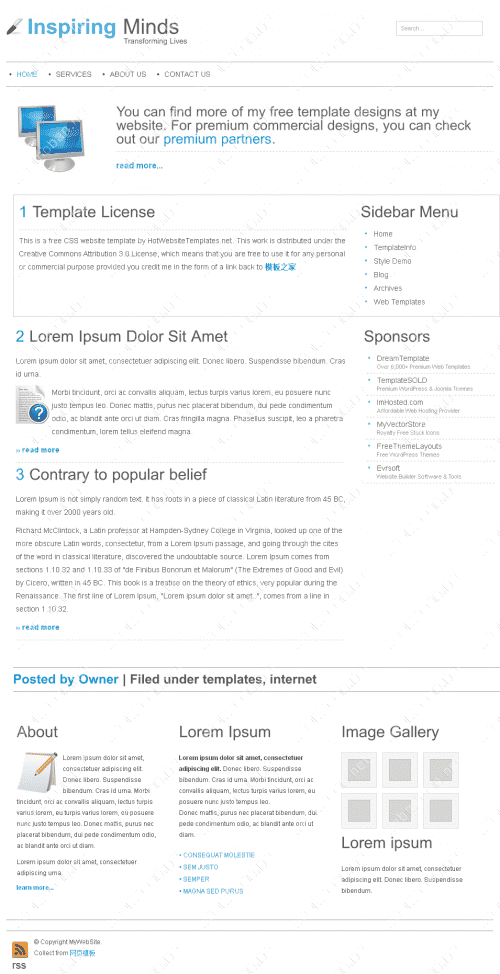 Inspiring Minds
Transforming Lives
Search...
HOME
SERVICES
ABOUT US
CONTACT US
You can find more of my free template designs at my
website. For premium commercial designs, you can check
out our premium partners.
read more...
1 Template License
This is a free CSS website template by HotWebsiteTemplates.net. This work is distributed under the
Creative Commons Attribution 3.0 License, which means that you are free to use it for any personal
or commercial purpose provided you credit me in the form of a link back to 模板之家
Sidebar Menu
Home
TemplateInfo
Style Demo
Blog
Archives
Web Templates
2 Lorem Ipsum Dolor Sit Amet
Lorem ipsum dolor sit amet, consectetuer adipiscing elit. Donec libero. Suspendisse bibendum. Cras
id urna.
Morbi tincidunt, orci ac convallis aliquam, lectus turpis varius lorem, eu posuere nunc
justo tempus leo. Donec mattis, purus nec placerat bibendum, dui pede condimentum
odio, ac blandit ante orci ut diam. Cras fringilla magna. Phasellus suscipit, leo a pharetra
condimentum, lorem tellus eleifend magna.
» read more
Sponsors
DreamTemplate
Over 6,000+ Premium Web Templates
TemplateSOLD
Premium WordPress & Joomla Themes
ImHosted.com
Affordable Web Hosting Provider
MyVectorStore
Royalty Free Stock Icons
FreeThemeLayouts
Free WordPress Themes
Evrsoft
Website Builder Software & Tools
3 Contrary to popular belief
Lorem Ipsum is not simply random text. It has roots in a piece of classical Latin literature from 45 BC,
making it over 2000 years old.
Richard McClintock, a Latin professor at Hampden-Sydney College in Virginia, looked up one of the
more obscure Latin words, consectetur, from a Lorem Ipsum passage, and going through the cites
of the word in classical literature, discovered the undoubtable source. Lorem Ipsum comes from
sections 1.10.32 and 1.10.33 of "de Finibus Bonorum et Malorum" (The Extremes of Good and Evil)
by Cicero, written in 45 BC. This book is a treatise on the theory of ethics, very popular during the
Renaissance. The first line of Lorem Ipsum, "Lorem ipsum dolor sit amet..", comes from a line in
section 1.10.32.
» read more
Posted by Owner | Filed under templates, internet
About
Lorem ipsum dolor sit amet,
consectetuer adipiscing elit.
Donec libero. Suspendisse
bibendum. Cras id urna. Morbi
tincidunt, orci ac convallis aliquam, lectus turpis
varius lorem, eu posuere nunc justo tempus
leo. Donec mattis, purus nec
placerat bibendum, dui pede condimentum odio,
ac blandit ante orci ut diam.
Lorem ipsum dolor sit amet, consectetuer
adipiscing urna.
learn more...
Lorem Ipsum
Lorem ipsum dolor sit amet, consectetuer
adipiscing elit. Donec libero. Suspendisse
bibendum. Cras id urna. Morbi tincidunt, orci ac
convallis aliquam, lectus turpis varius lorem, eu
posuere nunc justo tempus leo.
Donec mattis, purus nec placerat bibendum, dui
pede condimentum odio, ac blandit ante orci ut
diam.
• CONSEQUAT MOLESTIE
• SEM JUSTO
• SEMPER
• MAGNA SED PURUS
Image Gallery
Lorem ipsum
Lorem ipsum dolor sit amet, consectetuer
adipiscing elit. Donec libero. Suspendisse
bibendum.
rss
© Copyright MyWebSite.
Collect from 网页模板